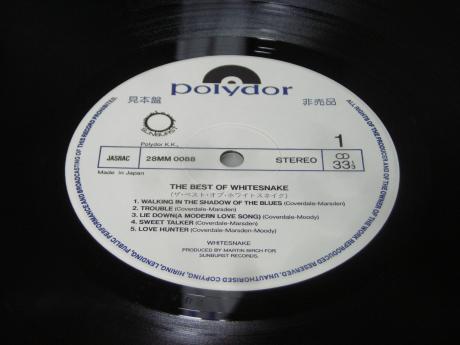 polydor
見本盤
非売品
SUNBURST
Polydor K.K.,
1
JASRAC
28MM 0088
STEREO
33⅓
Made in Japan
THE BEST OF WHITESNAKE
(ザ・ベスト・オブ・ホワイトスネイク)
1. WALKING IN THE SHADOW OF THE BLUES (Coverdale-Marsden)
2. TROUBLE (Coverdale-Marsden)
3. LIE DOWN(A MODERN LOVE SONG) (Coverdale-Moody)
4. SWEET TALKER (Coverdale-Marsden)
5. LOVE HUNTER (Coverdale-Marsden-Moody)
WHITESNAKE
PRODUCED BY MARTIN BIRCH FOR
SUNBURST RECORDS.
ALL RIGHTS OF THE PRODUCER AND OF THE OWNER OF THE WORK REPRODUCED RESERVED. UNAUTHORISED COPYING, HIRING, LENDING, PUBLIC PERFORMANCE AND BROADCASTING OF THIS RECORD PROHIBITED.